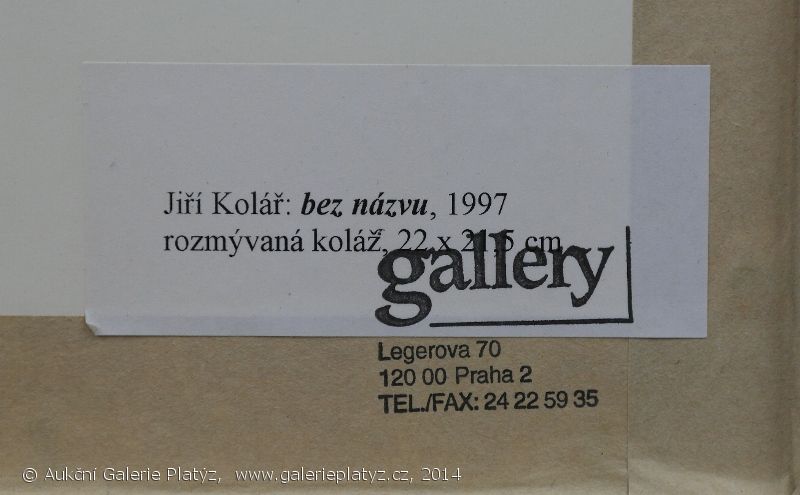 Jiří Kolář: bez názvu, 1997
rozmývaná koláž, 22 x 21,5 cm
gallery
Legerova 70
120 00 Praha 2
TEL./FAX: 24 22 59 35
© Aukční Galerie Platýz, www.galerieplatyz.cz, 2014